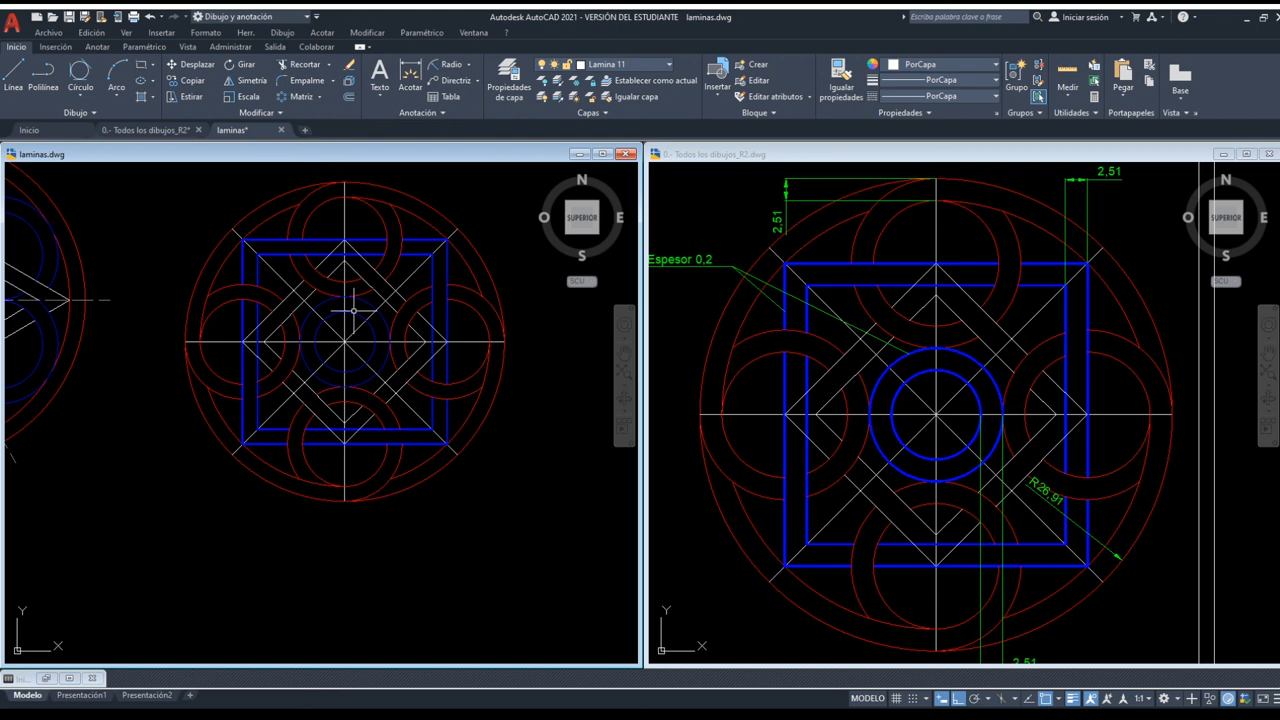 Dibujo y anotación
Autodesk AutoCAD 2021 - VERSIÓN DEL ESTUDIANTE laminas.dwg
Escriba palabra clave o frase
Iniciar sesión
Archivo Edición Ver Insertar Formato Herr. Dibujo Acotar Modificar Paramétrico Ventana ?
Inicio Inserción Anotar Paramétrico Vista Administrar Salida Colaborar
Línea Polilínea Círculo Arco
Desplazar Girar Recortar
Copiar Simetría Empalme
Estirar Escala Matriz
Texto Acotar
Radio
Directriz
Tabla
Propiedades de capa
Lamina 11
Establecer como actual
Igualar capa
Insertar
Crear
Editar
Editar atributos
Igualar propiedades
PorCapa
PorCapa
PorCapa
Grupo
Medir
Pegar
Base
Dibujo Modificar Anotación Capas Bloque Propiedades Grupos Utilidades Portapapeles Vista
Inicio 0.- Todos los dibujos_R2* laminas*
laminas.dwg
0.- Todos los dibujos_R2.dwg
N
O SUPERIOR E
S
SCU
Y
X
2,51
2,51
Espesor 0,2
R26,91
2,51
N
O SUPERIOR E
S
SCU
Y
X
Ini...
Modelo Presentación1 Presentación2 +
MODELO
1:1